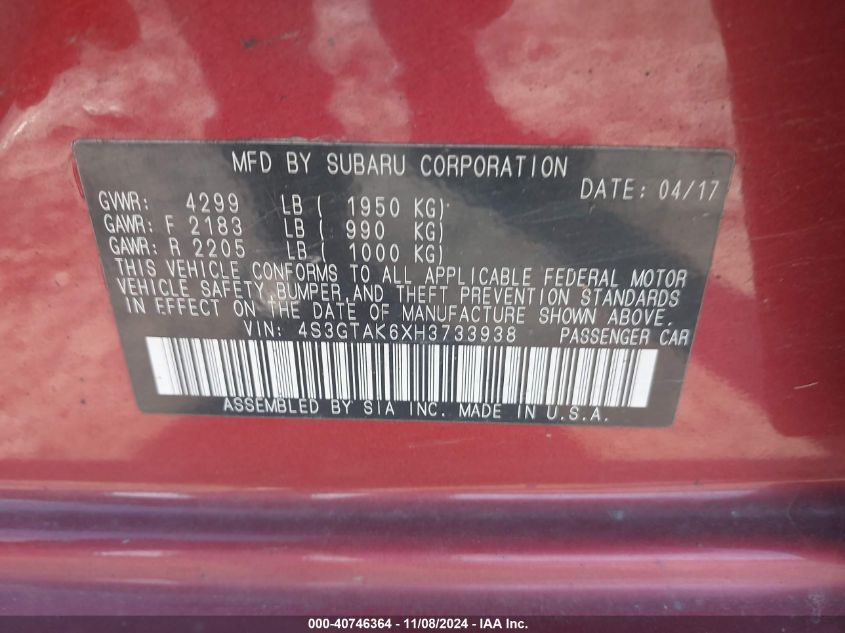 MFD BY SUBARU CORPORATION
DATE: 04/17
GVWR: 4299 LB ( 1950 KG)
GAWR: F 2183 LB ( 990 KG)
GAWR: R 2205 LB ( 1000 KG)
THIS VEHICLE CONFORMS TO ALL APPLICABLE FEDERAL MOTOR
VEHICLE SAFETY, BUMPER, AND THEFT PREVENTION STANDARDS
IN EFFECT ON THE DATE OF MANUFACTURE SHOWN ABOVE.
VIN: 4S3GTAK6XH3733938 PASSENGER CAR
ASSEMBLED BY SIA INC. MADE IN U.S.A.
000-40746364 - 11/08/2024 - IAA Inc.